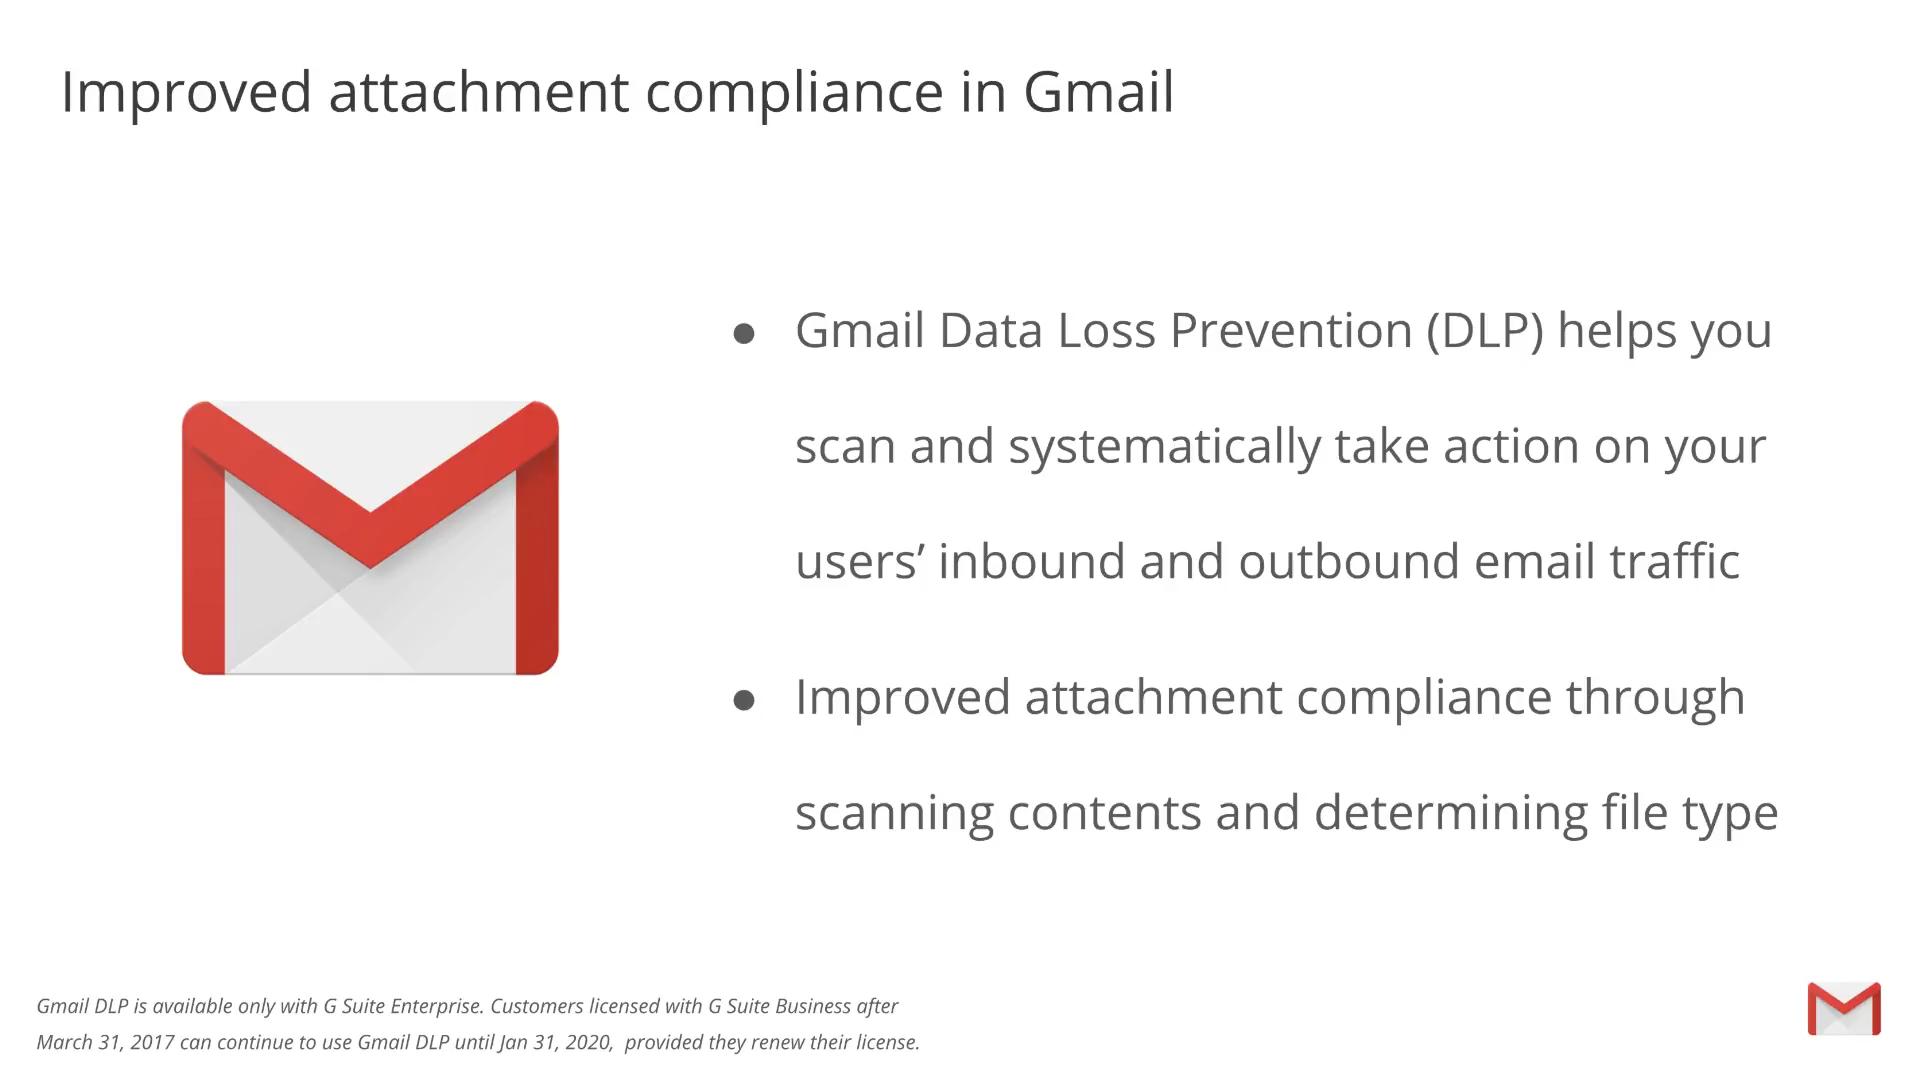 Improved attachment compliance in Gmail
● Gmail Data Loss Prevention (DLP) helps you
scan and systematically take action on your
users’ inbound and outbound email traffic
● Improved attachment compliance through
scanning contents and determining file type
Gmail DLP is available only with G Suite Enterprise. Customers licensed with G Suite Business after
March 31, 2017 can continue to use Gmail DLP until Jan 31, 2020,  provided they renew their license.